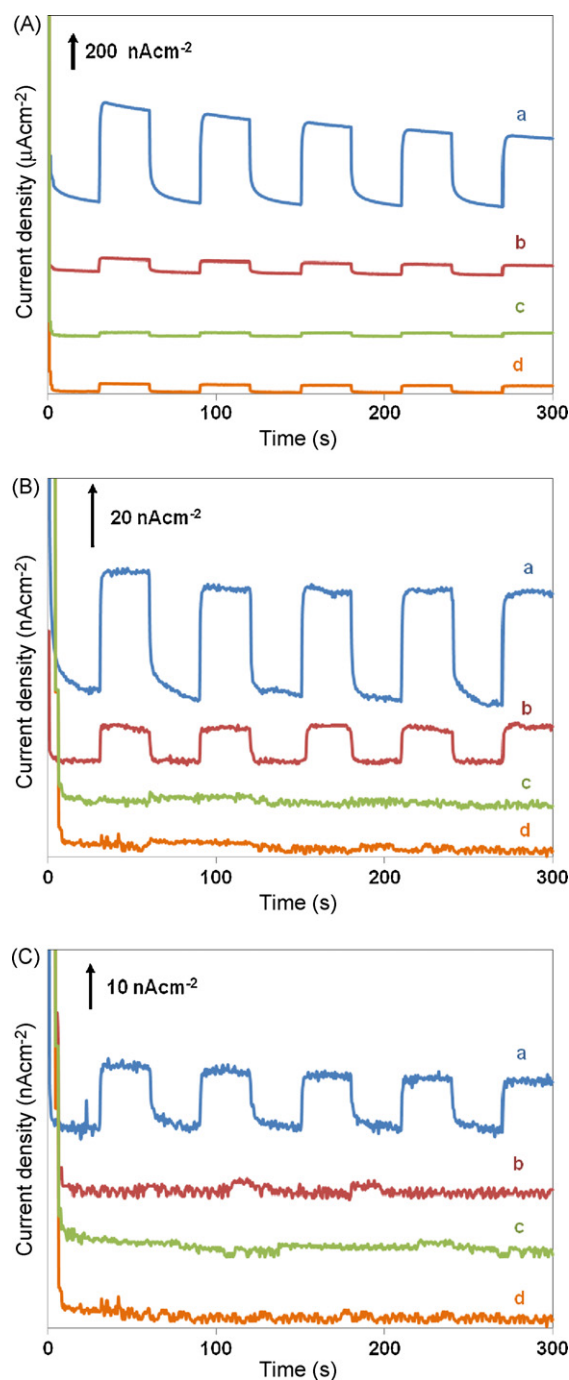 (A)
200 nAcm-2
a
b
c
d
Current density (µAcm-2)
0 100 200 300
Time (s)
(B)
20 nAcm-2
a
b
c
d
Current density (nAcm-2)
0 100 200 300
Time (s)
(C)
10 nAcm-2
a
b
c
d
Current density (nAcm-2)
0 100 200 300
Time (s)